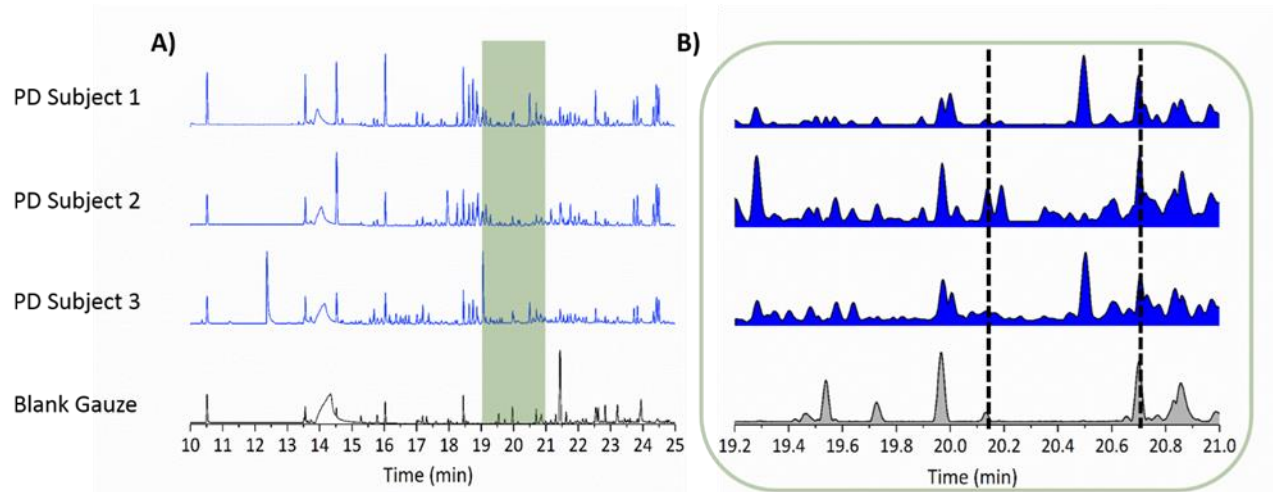 A)
B)
PD Subject 1
PD Subject 2
PD Subject 3
Blank Gauze
10 11 12 13 14 15 16 17 18 19 20 21 22 23 24 25
Time (min)
19.2 19.4 19.6 19.8 20.0 20.2 20.4 20.6 20.8 21.0
Time (min)